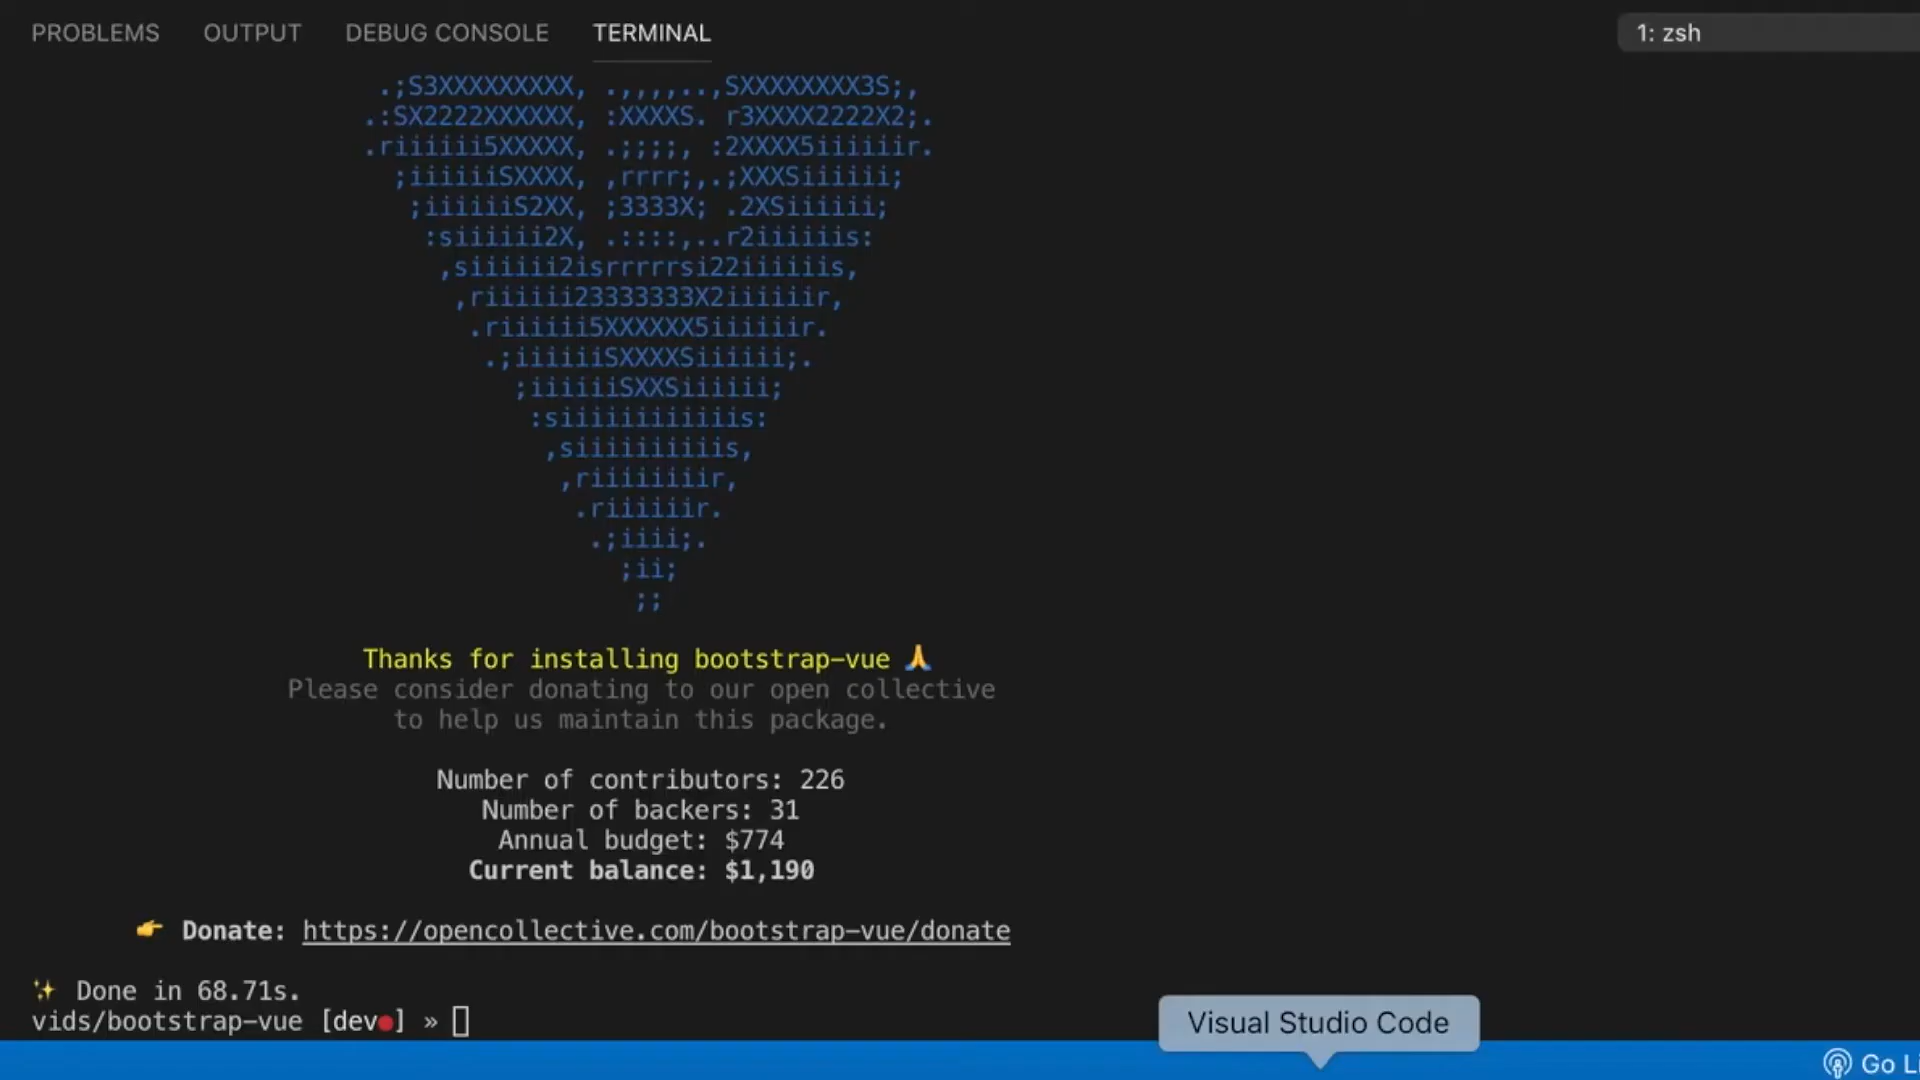 PROBLEMS OUTPUT DEBUG CONSOLE TERMINAL 1: zsh
.;S3XXXXXXXXX, .,,,,..,SXXXXXXXX3S;,
.:SX2222XXXXXX, :XXXXS. r3XXXX2222X2;.
.riiiiii5XXXXX, .;;;;, :2XXXX5iiiiiir.
;iiiiiiSXXXX, ,rrrr;,.;XXXSiiiiii;
;iiiiiiS2XX, ;3333X; .2XSiiiiii;
:siiiiii2X, .::::,..r2iiiiiis:
,siiiiii2isrrrrrsi22iiiiiis,
,riiiiii23333333X2iiiiiir,
.riiiiii5XXXXXX5iiiiiir.
.;iiiiiiSXXXXSiiiiii;.
;iiiiiiSXXSiiiiii;
:siiiiiiiiiiiis:
,siiiiiiiiiis,
,riiiiiiiir,
.riiiiiir.
.;iiii;.
;ii;
;;
Thanks for installing bootstrap-vue 🙏
Please consider donating to our open collective
to help us maintain this package.
Number of contributors: 226
Number of backers: 31
Annual budget: $774
Current balance: $1,190
👉 Donate: https://opencollective.com/bootstrap-vue/donate
✨ Done in 68.71s.
vids/bootstrap-vue [dev●] »
Visual Studio Code
Go Li